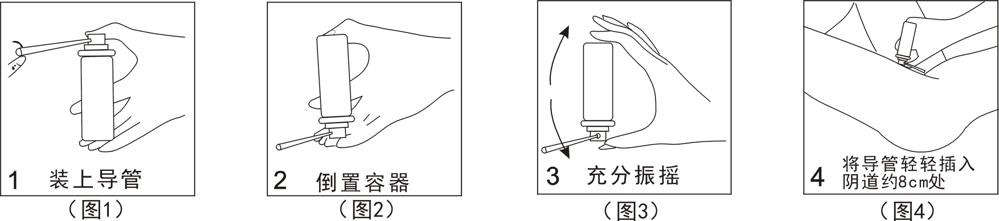 1 装上导管
(图1)
2 倒置容器
(图2)
3 充分振摇
(图3)
4 将导管轻轻插入
阴道约8cm处
(图4)